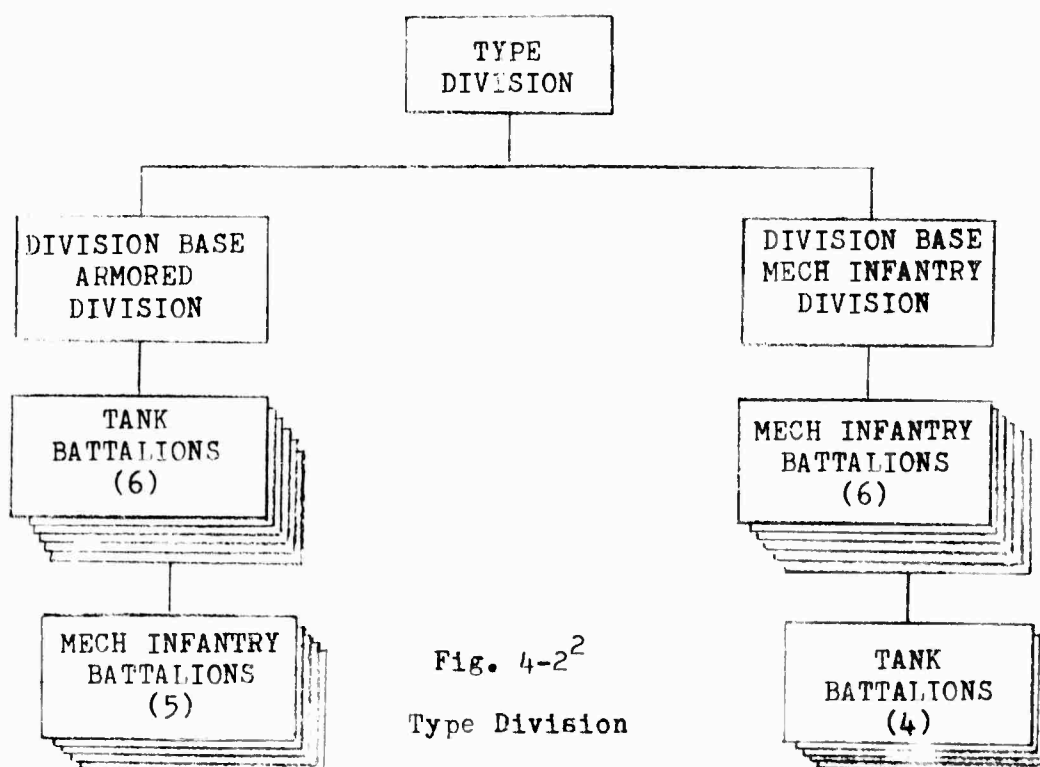 TYPE
DIVISION
DIVISION BASE
ARMORED
DIVISION
TANK
BATTALIONS
(6)
MECH INFANTRY
BATTALIONS
(5)
DIVISION BASE
MECH INFANTRY
DIVISION
MECH INFANTRY
BATTALIONS
(6)
TANK
BATTALIONS
(4)
Fig. 4-2²
Type Division